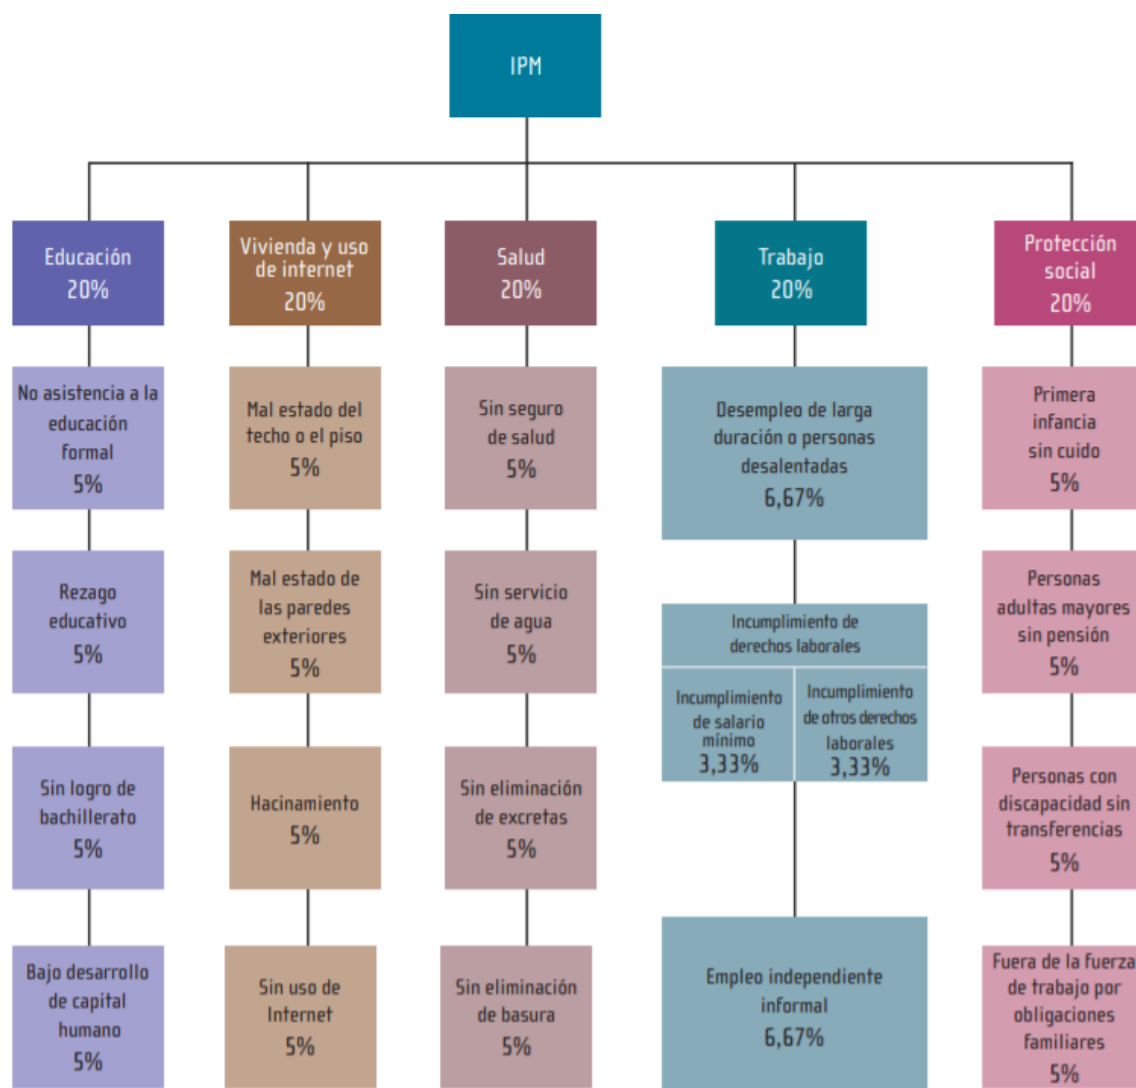 IPM
Educación
20%
No asistencia a la
educación
formal
5%
Rezago
educativo
5%
Sin logro de
bachillerato
5%
Bajo desarrollo
de capital
humano
5%
Vivienda y uso
de internet
20%
Mal estado del
techo o el piso
5%
Mal estado de
las paredes
exteriores
5%
Hacinamiento
5%
Sin uso de
Internet
5%
Salud
20%
Sin seguro
de salud
5%
Sin servicio
de agua
5%
Sin eliminación
de excretas
5%
Sin eliminación
de basura
5%
Trabajo
20%
Desempleo de larga
duración o personas
desalentadas
6,67%
Incumplimiento de
derechos laborales
Incumplimiento
de salario
mínimo
3,33%
Incumplimiento
de otros derechos
laborales
3,33%
Empleo independiente
informal
6,67%
Protección
social
20%
Primera
infancia
sin cuido
5%
Personas
adultas mayores
sin pensión
5%
Personas con
discapacidad sin
transferencias
5%
Fuera de la fuerza
de trabajo por
obligaciones
familiares
5%